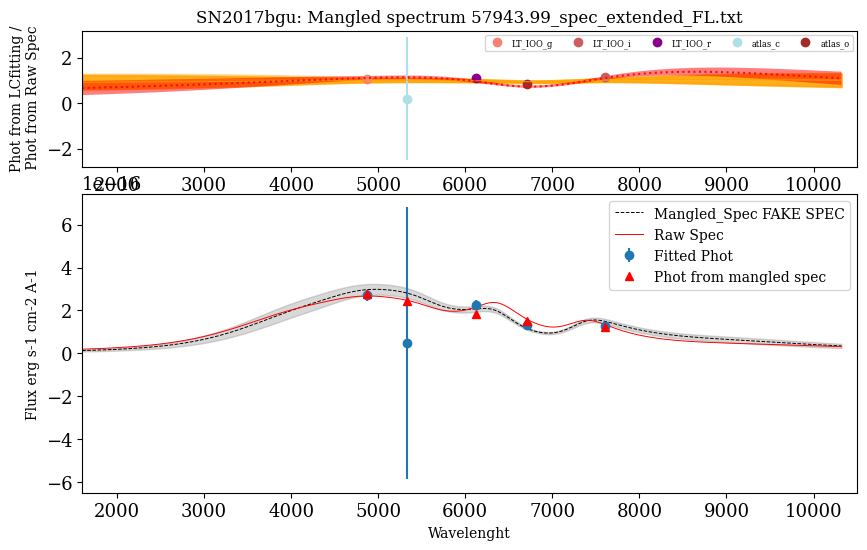 SN2017bgu: Mangled spectrum 57943.99_spec_extended_FL.txt
Phot from LCfitting /
Phot from Raw Spec
2
0
−2
LT_IOO_g
LT_IOO_i
LT_IOO_r
atlas_c
atlas_o
2000
3000
4000
5000
6000
7000
8000
9000
10000
1e−16
Flux erg s-1 cm-2 A-1
6
4
2
0
−2
−4
−6
Mangled_Spec FAKE SPEC
Raw Spec
Fitted Phot
Phot from mangled spec
2000
3000
4000
5000
6000
7000
8000
9000
10000
Wavelenght